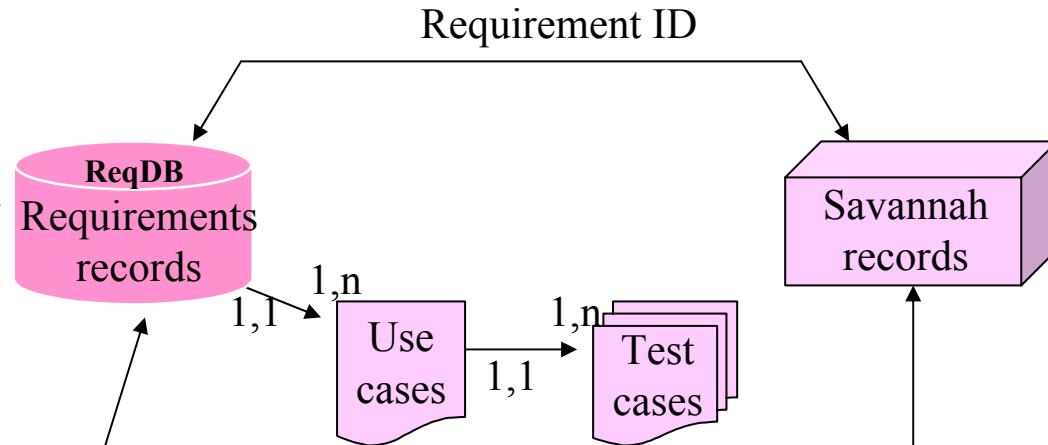 Requirement ID
ReqDB
Requirements
records
Savannah
records
1,1
1,n
Use
cases
1,1
1,n
Test
cases